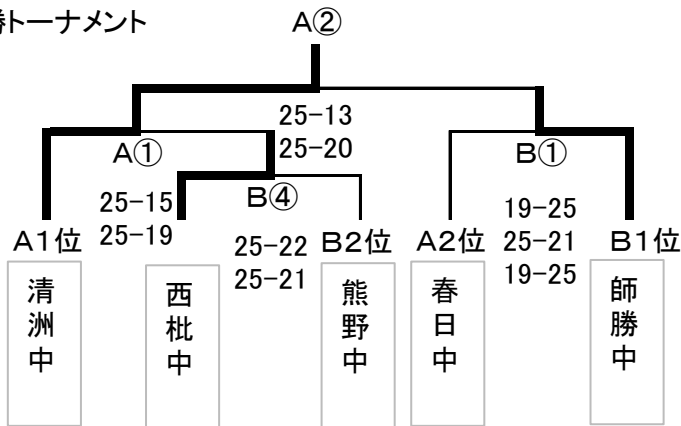 勝トーナメント
A②
25-13
25-20
A①
B①
B④
25-15
25-19
19-25
25-21
19-25
25-22
25-21
A1位
B2位
A2位
B1位
清洲中
西枇中
熊野中
春日中
師勝中